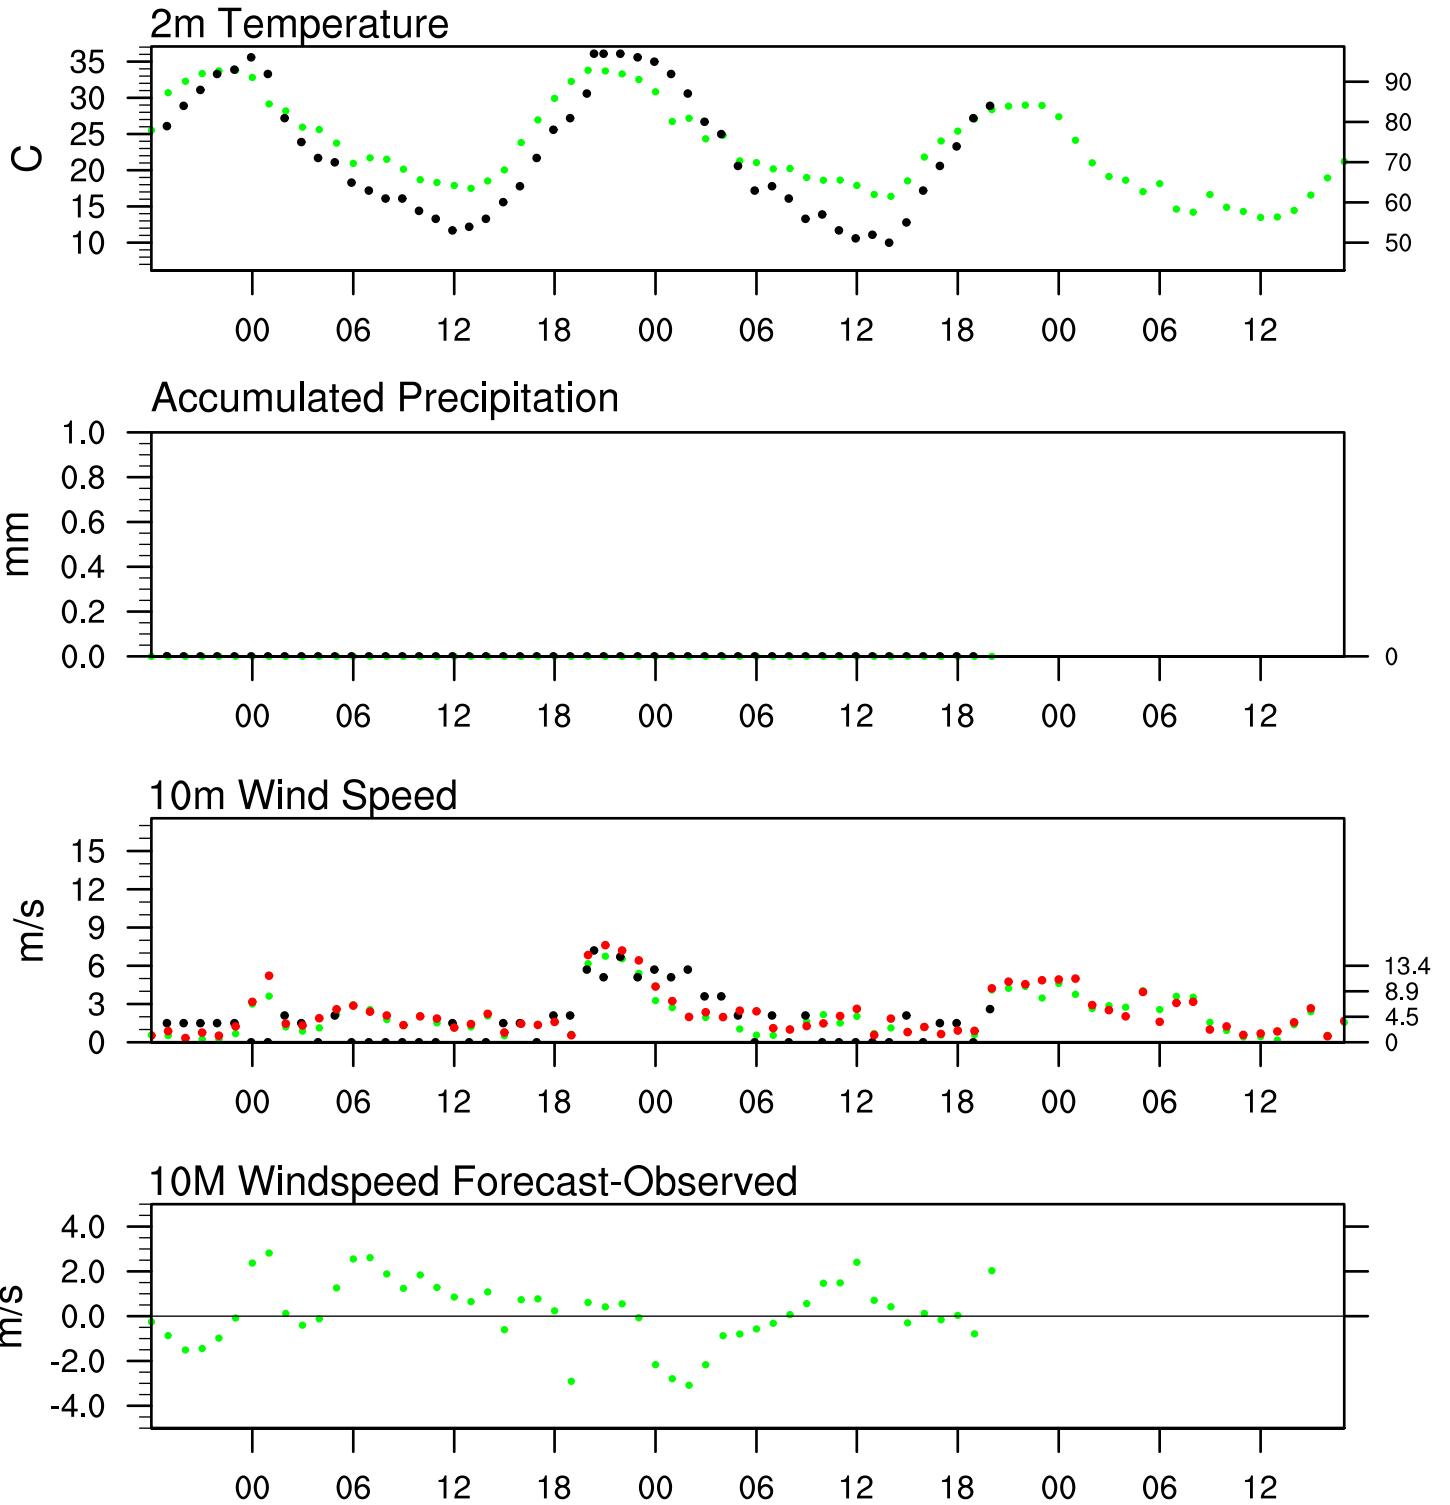 2m Temperature
35
30
25
20
15
10
C
90
80
70
60
50
00 06 12 18 00 06 12 18 00 06 12
Accumulated Precipitation
1.0
0.8
0.6
0.4
0.2
0.0
mm
0
00 06 12 18 00 06 12 18 00 06 12
10m Wind Speed
15
12
9
6
3
0
m/s
13.4
8.9
4.5
0
00 06 12 18 00 06 12 18 00 06 12
10M Windspeed Forecast-Observed
4.0
2.0
0.0
-2.0
-4.0
m/s
00 06 12 18 00 06 12 18 00 06 12